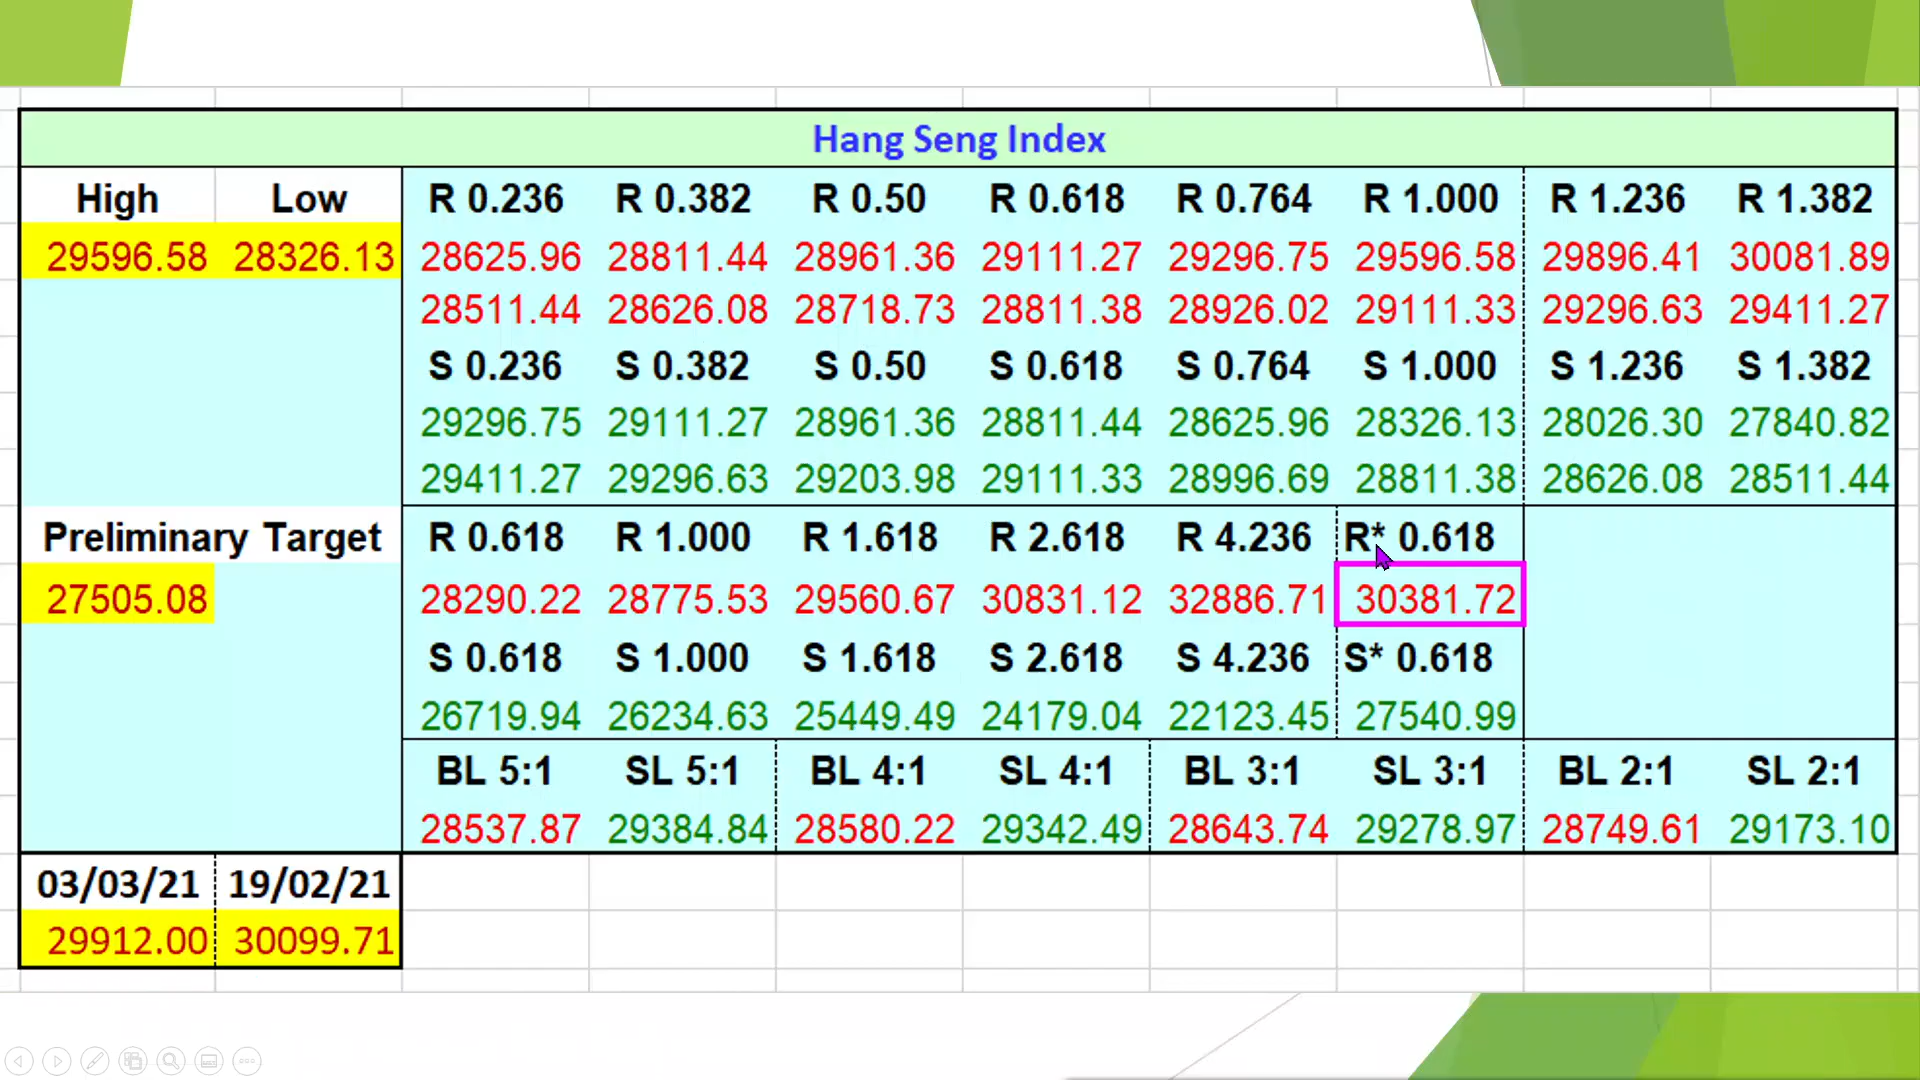 Hang Seng Index
High Low R 0.236 R 0.382 R 0.50 R 0.618 R 0.764 R 1.000 R 1.236 R 1.382
29596.58 28326.13 28625.96 28811.44 28961.36 29111.27 29296.75 29596.58 29896.41 30081.89
28511.44 28626.08 28718.73 28811.38 28926.02 29111.33 29296.63 29411.27
S 0.236 S 0.382 S 0.50 S 0.618 S 0.764 S 1.000 S 1.236 S 1.382
29296.75 29111.27 28961.36 28811.44 28625.96 28326.13 28026.30 27840.82
29411.27 29296.63 29203.98 29111.33 28996.69 28811.38 28626.08 28511.44
Preliminary Target R 0.618 R 1.000 R 1.618 R 2.618 R 4.236 R* 0.618
27505.08 28290.22 28775.53 29560.67 30831.12 32886.71 30381.72
S 0.618 S 1.000 S 1.618 S 2.618 S 4.236 S* 0.618
26719.94 26234.63 25449.49 24179.04 22123.45 27540.99
BL 5:1 SL 5:1 BL 4:1 SL 4:1 BL 3:1 SL 3:1 BL 2:1 SL 2:1
28537.87 29384.84 28580.22 29342.49 28643.74 29278.97 28749.61 29173.10
03/03/21 19/02/21
29912.00 30099.71